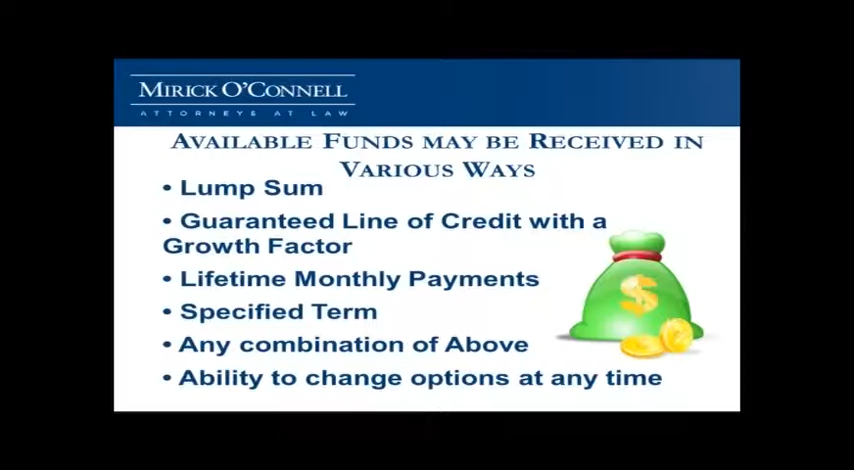 MIRICK O'CONNELL
ATTORNEYS AT LAW
AVAILABLE FUNDS MAY BE RECEIVED IN
VARIOUS WAYS
• Lump Sum
• Guaranteed Line of Credit with a
Growth Factor
• Lifetime Monthly Payments
• Specified Term
• Any combination of Above
• Ability to change options at any time
$